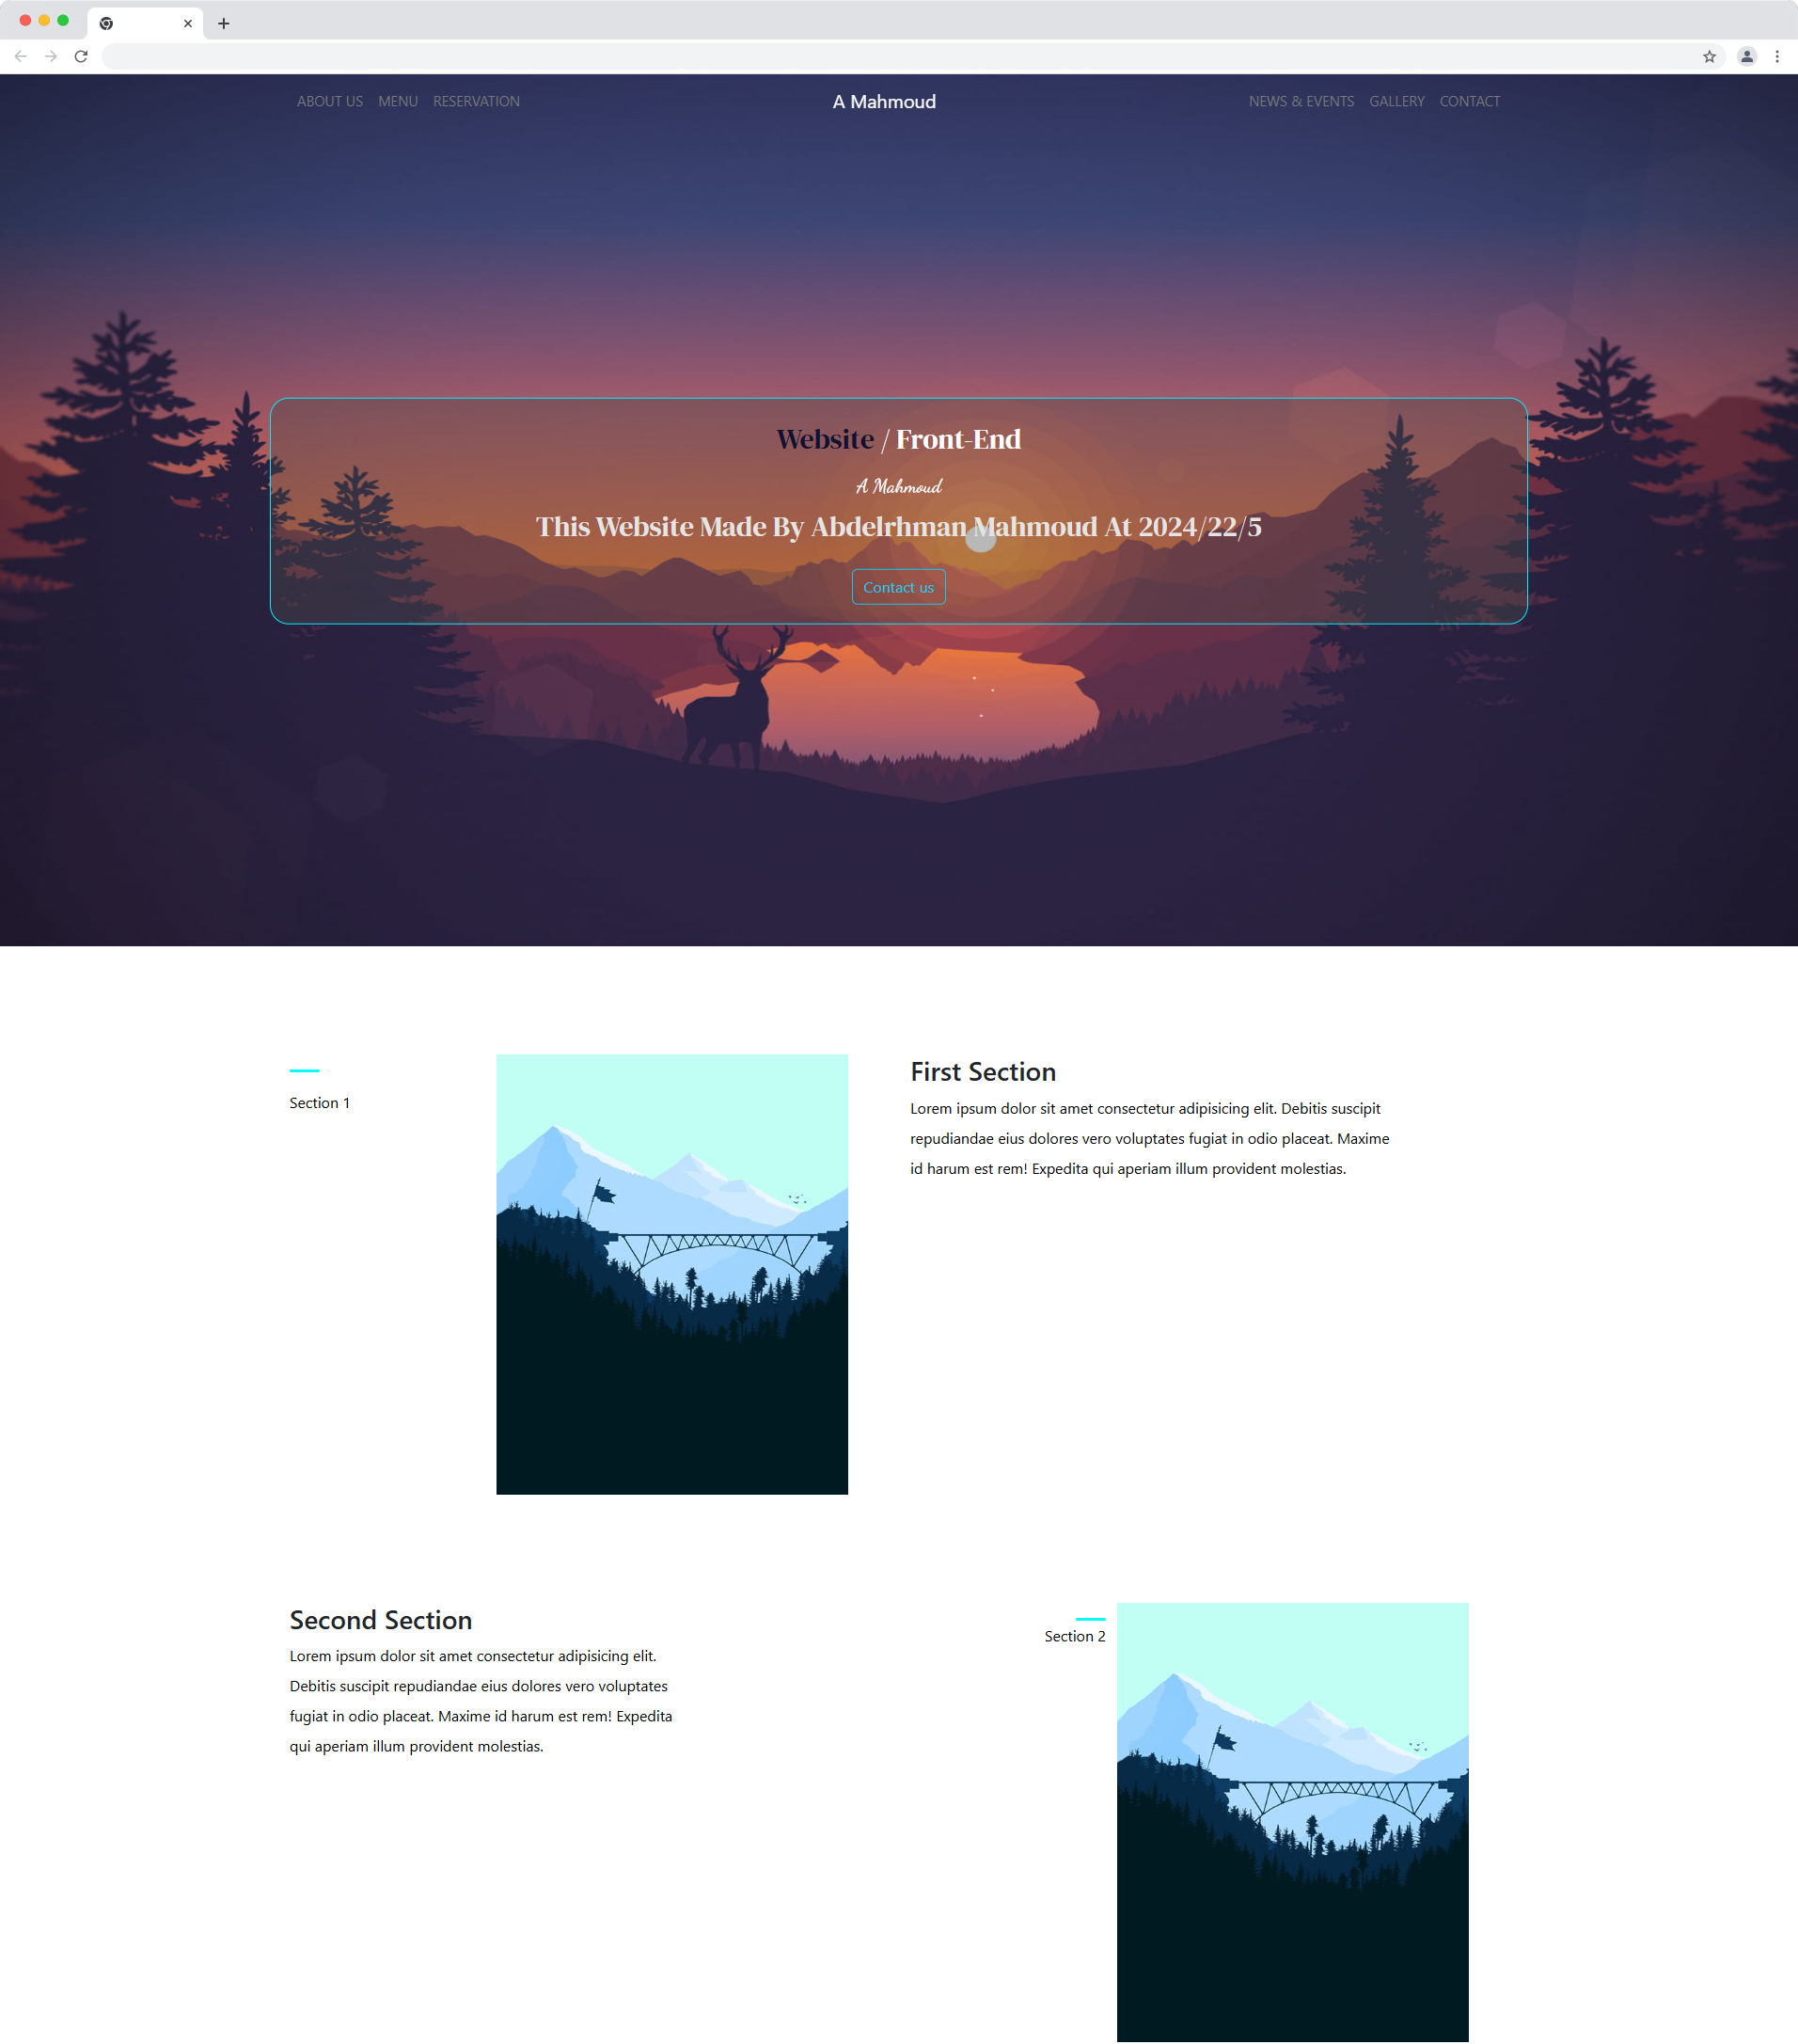 ABOUT US MENU RESERVATION A Mahmoud NEWS & EVENTS GALLERY CONTACT
Website / Front-End
A Mahmoud
This Website Made By Abdelrhman Mahmoud At 2024/22/5
Contact us
Section 1
First Section
Lorem ipsum dolor sit amet consectetur adipisicing elit. Debitis suscipit
repudiandae eius dolores vero voluptates fugiat in odio placeat. Maxime
id harum est rem! Expedita qui aperiam illum provident molestias.
Second Section
Lorem ipsum dolor sit amet consectetur adipisicing elit.
Debitis suscipit repudiandae eius dolores vero voluptates
fugiat in odio placeat. Maxime id harum est rem! Expedita
qui aperiam illum provident molestias.
Section 2